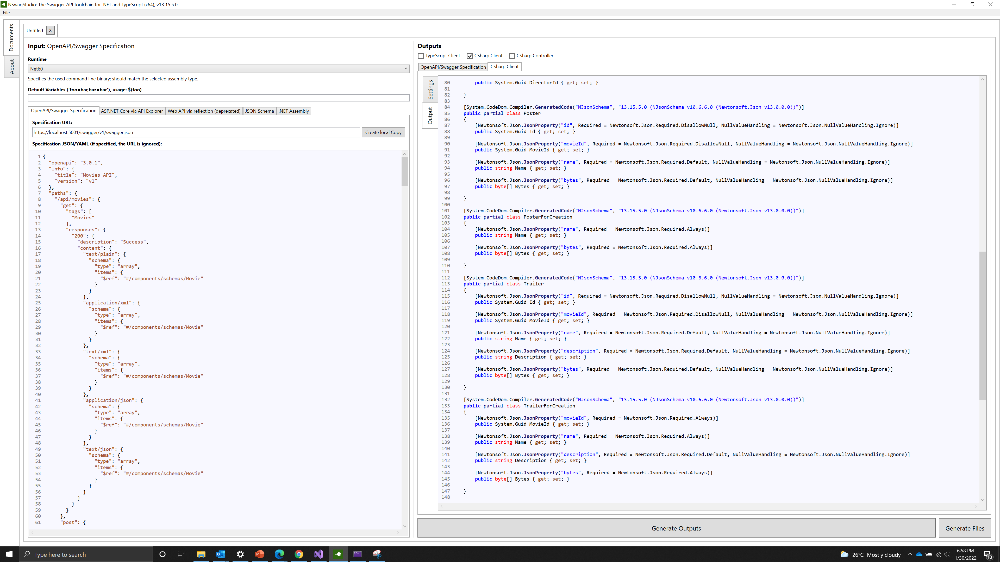 NSwagStudio: The Swagger API toolchain for .NET and TypeScript (x64), v13.15.5.0
File
Documents
About
Untitled X
Input: OpenAPI/Swagger Specification
Runtime
Net60
Specifies the used command line binary; should match the selected assembly type.
Default Variables ('foo=bar,baz=bar'), usage: $(foo)
OpenAPI/Swagger Specification ASP.NET Core via API Explorer Web API via reflection (deprecated) JSON Schema .NET Assembly
Specification URL:
https://localhost:5001/swagger/v1/swagger.json Create local Copy
Specification JSON/YAML (if specified, the URL is ignored):
1 {
2 "openapi": "3.0.1",
3 "info": {
4 "title": "Movies API",
5 "version": "v1"
6 },
7 "paths": {
8 "/api/movies": {
9 "get": {
10 "tags": [
11 "Movies"
12 ],
13 "responses": {
14 "200": {
15 "description": "Success",
16 "content": {
17 "text/plain": {
18 "schema": {
19 "type": "array",
20 "items": {
21 "$ref": "#/components/schemas/Movie"
22 }
23 }
24 },
25 "application/xml": {
26 "schema": {
27 "type": "array",
28 "items": {
29 "$ref": "#/components/schemas/Movie"
30 }
31 }
32 },
33 "text/xml": {
34 "schema": {
35 "type": "array",
36 "items": {
37 "$ref": "#/components/schemas/Movie"
38 }
39 }
40 },
41 "application/json": {
42 "schema": {
43 "type": "array",
44 "items": {
45 "$ref": "#/components/schemas/Movie"
46 }
47 }
48 },
49 "text/json": {
50 "schema": {
51 "type": "array",
52 "items": {
53 "$ref": "#/components/schemas/Movie"
54 }
55 }
56 }
57 }
58 }
59 }
60 },
61 "post": {
Outputs
TypeScript Client CSharp Client CSharp Controller
OpenAPI/Swagger Specification CSharp Client
Settings
Output
80 public System.Guid DirectorId { get; set; }
81
82 }
83
84 [System.CodeDom.Compiler.GeneratedCode("NJsonSchema", "13.15.5.0 (NJsonSchema v10.6.6.0 (Newtonsoft.Json v13.0.0.0))")]
85 public partial class Poster
86 {
87 [Newtonsoft.Json.JsonProperty("id", Required = Newtonsoft.Json.Required.DisallowNull, NullValueHandling = Newtonsoft.Json.NullValueHandling.Ignore)]
88 public System.Guid Id { get; set; }
89
90 [Newtonsoft.Json.JsonProperty("movieId", Required = Newtonsoft.Json.Required.DisallowNull, NullValueHandling = Newtonsoft.Json.NullValueHandling.Ignore)]
91 public System.Guid MovieId { get; set; }
92
93 [Newtonsoft.Json.JsonProperty("name", Required = Newtonsoft.Json.Required.Default, NullValueHandling = Newtonsoft.Json.NullValueHandling.Ignore)]
94 public string Name { get; set; }
95
96 [Newtonsoft.Json.JsonProperty("bytes", Required = Newtonsoft.Json.Required.Default, NullValueHandling = Newtonsoft.Json.NullValueHandling.Ignore)]
97 public byte[] Bytes { get; set; }
98
99 }
100
101 [System.CodeDom.Compiler.GeneratedCode("NJsonSchema", "13.15.5.0 (NJsonSchema v10.6.6.0 (Newtonsoft.Json v13.0.0.0))")]
102 public partial class PosterForCreation
103 {
104 [Newtonsoft.Json.JsonProperty("name", Required = Newtonsoft.Json.Required.Always)]
105 public string Name { get; set; }
106
107 [Newtonsoft.Json.JsonProperty("bytes", Required = Newtonsoft.Json.Required.Always)]
108 public byte[] Bytes { get; set; }
109
110 }
111
112 [System.CodeDom.Compiler.GeneratedCode("NJsonSchema", "13.15.5.0 (NJsonSchema v10.6.6.0 (Newtonsoft.Json v13.0.0.0))")]
113 public partial class Trailer
114 {
115 [Newtonsoft.Json.JsonProperty("id", Required = Newtonsoft.Json.Required.DisallowNull, NullValueHandling = Newtonsoft.Json.NullValueHandling.Ignore)]
116 public System.Guid Id { get; set; }
117
118 [Newtonsoft.Json.JsonProperty("movieId", Required = Newtonsoft.Json.Required.DisallowNull, NullValueHandling = Newtonsoft.Json.NullValueHandling.Ignore)]
119 public System.Guid MovieId { get; set; }
120
121 [Newtonsoft.Json.JsonProperty("name", Required = Newtonsoft.Json.Required.Default, NullValueHandling = Newtonsoft.Json.NullValueHandling.Ignore)]
122 public string Name { get; set; }
123
124 [Newtonsoft.Json.JsonProperty("description", Required = Newtonsoft.Json.Required.Default, NullValueHandling = Newtonsoft.Json.NullValueHandling.Ignore)]
125 public string Description { get; set; }
126
127 [Newtonsoft.Json.JsonProperty("bytes", Required = Newtonsoft.Json.Required.Default, NullValueHandling = Newtonsoft.Json.NullValueHandling.Ignore)]
128 public byte[] Bytes { get; set; }
129
130 }
131
132 [System.CodeDom.Compiler.GeneratedCode("NJsonSchema", "13.15.5.0 (NJsonSchema v10.6.6.0 (Newtonsoft.Json v13.0.0.0))")]
133 public partial class TrailerForCreation
134 {
135 [Newtonsoft.Json.JsonProperty("movieId", Required = Newtonsoft.Json.Required.Always)]
136 public System.Guid MovieId { get; set; }
137
138 [Newtonsoft.Json.JsonProperty("name", Required = Newtonsoft.Json.Required.Always)]
139 public string Name { get; set; }
140
141 [Newtonsoft.Json.JsonProperty("description", Required = Newtonsoft.Json.Required.Default, NullValueHandling = Newtonsoft.Json.NullValueHandling.Ignore)]
142 public string Description { get; set; }
143
144 [Newtonsoft.Json.JsonProperty("bytes", Required = Newtonsoft.Json.Required.Always)]
145 public byte[] Bytes { get; set; }
146
147 }
148
Generate Outputs Generate Files
Type here to search
26°C Mostly cloudy
6:58 PM
1/30/2022
10